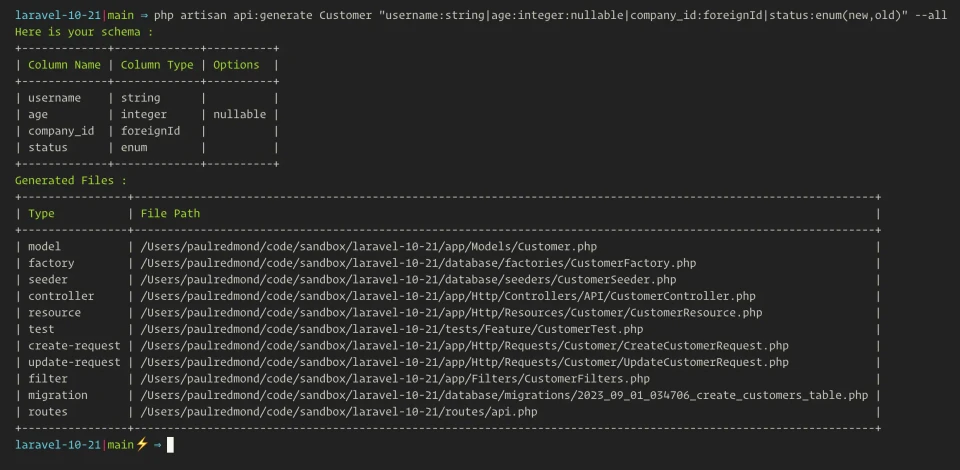 laravel-10-21|main ⇒ php artisan api:generate Customer "username:string|age:integer:nullable|company_id:foreignId|status:enum(new,old)" --all
Here is your schema :
+-------------+-------------+----------+
| Column Name | Column Type | Options  |
+-------------+-------------+----------+
| username    | string      |          |
| age         | integer     | nullable |
| company_id  | foreignId   |          |
| status      | enum        |          |
+-------------+-------------+----------+
Generated Files :
+----------------+---------------------------------------------------------------------------------------------------------------+
| Type           | File Path                                                                                                     |
+----------------+---------------------------------------------------------------------------------------------------------------+
| model          | /Users/paulredmond/code/sandbox/laravel-10-21/app/Models/Customer.php                                         |
| factory        | /Users/paulredmond/code/sandbox/laravel-10-21/database/factories/CustomerFactory.php                          |
| seeder         | /Users/paulredmond/code/sandbox/laravel-10-21/database/seeders/CustomerSeeder.php                             |
| controller     | /Users/paulredmond/code/sandbox/laravel-10-21/app/Http/Controllers/API/CustomerController.php                 |
| resource       | /Users/paulredmond/code/sandbox/laravel-10-21/app/Http/Resources/Customer/CustomerResource.php                |
| test           | /Users/paulredmond/code/sandbox/laravel-10-21/tests/Feature/CustomerTest.php                                  |
| create-request | /Users/paulredmond/code/sandbox/laravel-10-21/app/Http/Requests/Customer/CreateCustomerRequest.php            |
| update-request | /Users/paulredmond/code/sandbox/laravel-10-21/app/Http/Requests/Customer/UpdateCustomerRequest.php            |
| filter         | /Users/paulredmond/code/sandbox/laravel-10-21/app/Filters/CustomerFilters.php                                 |
| migration      | /Users/paulredmond/code/sandbox/laravel-10-21/database/migrations/2023_09_01_034706_create_customers_table.php |
| routes         | /Users/paulredmond/code/sandbox/laravel-10-21/routes/api.php                                                  |
+----------------+---------------------------------------------------------------------------------------------------------------+
laravel-10-21|main⚡ ⇒